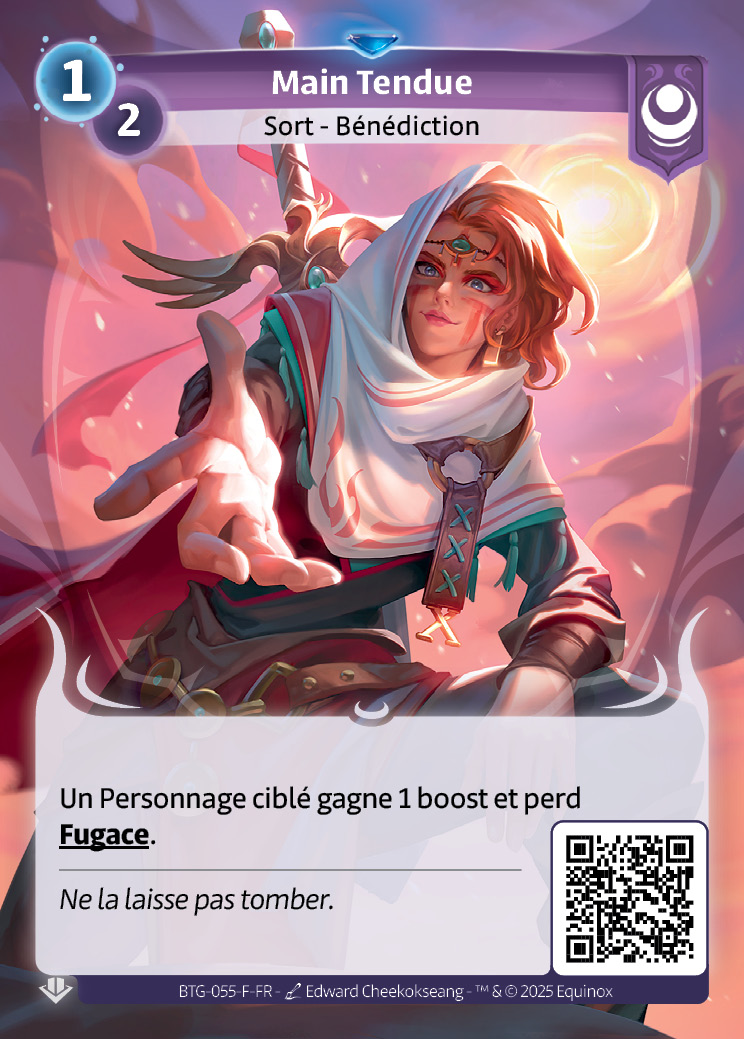 1
2
Main Tendue
Sort - Bénédiction
Un Personnage ciblé gagne 1 boost et perd
Fugace.
Ne la laisse pas tomber.
BTG-055-F-FR - Edward Cheekokseang - ™ & © 2025 Equinox